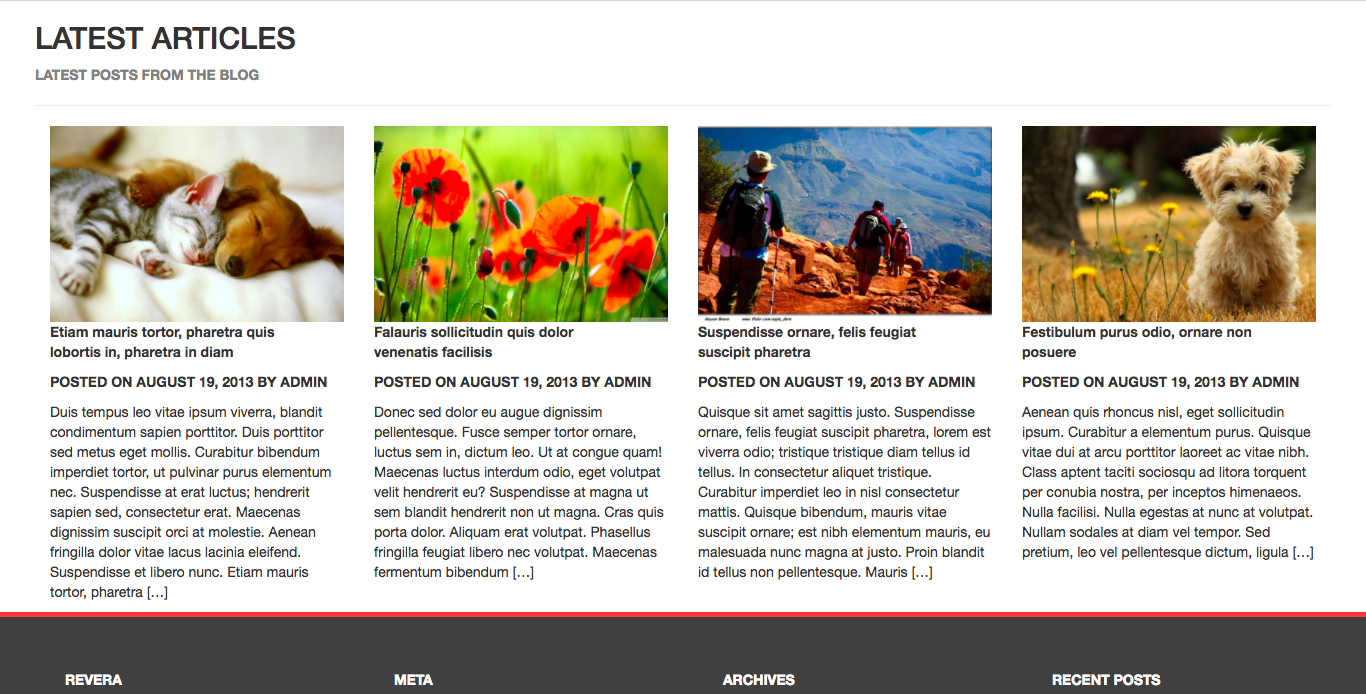 LATEST ARTICLES
LATEST POSTS FROM THE BLOG
Etiam mauris tortor, pharetra quis
lobortis in, pharetra in diam
POSTED ON AUGUST 19, 2013 BY ADMIN
Duis tempus leo vitae ipsum viverra, blandit
condimentum sapien porttitor. Duis porttitor
sed metus eget mollis. Curabitur bibendum
imperdiet tortor, ut pulvinar purus elementum
nec. Suspendisse at erat luctus; hendrerit
sapien sed, consectetur erat. Maecenas
dignissim suscipit orci at molestie. Aenean
fringilla dolor vitae lacus lacinia eleifend.
Suspendisse et libero nunc. Etiam mauris
tortor, pharetra […]
Falauris sollicitudin quis dolor
venenatis facilisis
POSTED ON AUGUST 19, 2013 BY ADMIN
Donec sed dolor eu augue dignissim
pellentesque. Fusce semper tortor ornare,
luctus sem in, dictum leo. Ut at congue quam!
Maecenas luctus interdum odio, eget volutpat
velit hendrerit eu? Suspendisse at magna ut
sem blandit hendrerit non ut magna. Cras quis
porta dolor. Aliquam erat volutpat. Phasellus
fringilla feugiat libero nec volutpat. Maecenas
fermentum bibendum […]
Suspendisse ornare, felis feugiat
suscipit pharetra
POSTED ON AUGUST 19, 2013 BY ADMIN
Quisque sit amet sagittis justo. Suspendisse
ornare, felis feugiat suscipit pharetra, lorem est
viverra odio; tristique tristique diam tellus id
tellus. In consectetur aliquet tristique.
Curabitur imperdiet leo in nisl consectetur
mattis. Quisque bibendum, mauris vitae
suscipit ornare; est nibh elementum mauris, eu
malesuada nunc magna at justo. Proin blandit
id tellus non pellentesque. Mauris […]
Festibulum purus odio, ornare non
posuere
POSTED ON AUGUST 19, 2013 BY ADMIN
Aenean quis rhoncus nisl, eget sollicitudin
ipsum. Curabitur a elementum purus. Quisque
vitae dui at arcu porttitor laoreet ac vitae nibh.
Class aptent taciti sociosqu ad litora torquent
per conubia nostra, per inceptos himenaeos.
Nulla facilisi. Nulla egestas at nunc at volutpat.
Nullam sodales at diam vel tempor. Sed
pretium, leo vel pellentesque dictum, ligula […]
REVERA
META
ARCHIVES
RECENT POSTS